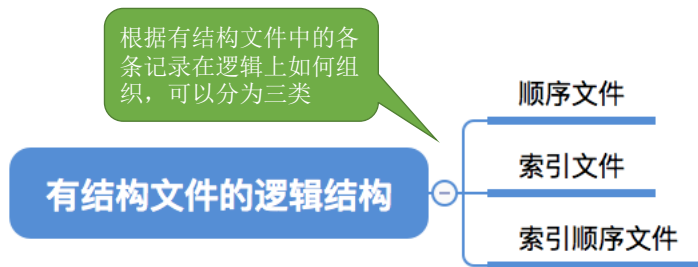 根据有结构文件中的各
条记录在逻辑上如何组
织，可以分为三类
顺序文件
索引文件
有结构文件的逻辑结构
索引顺序文件